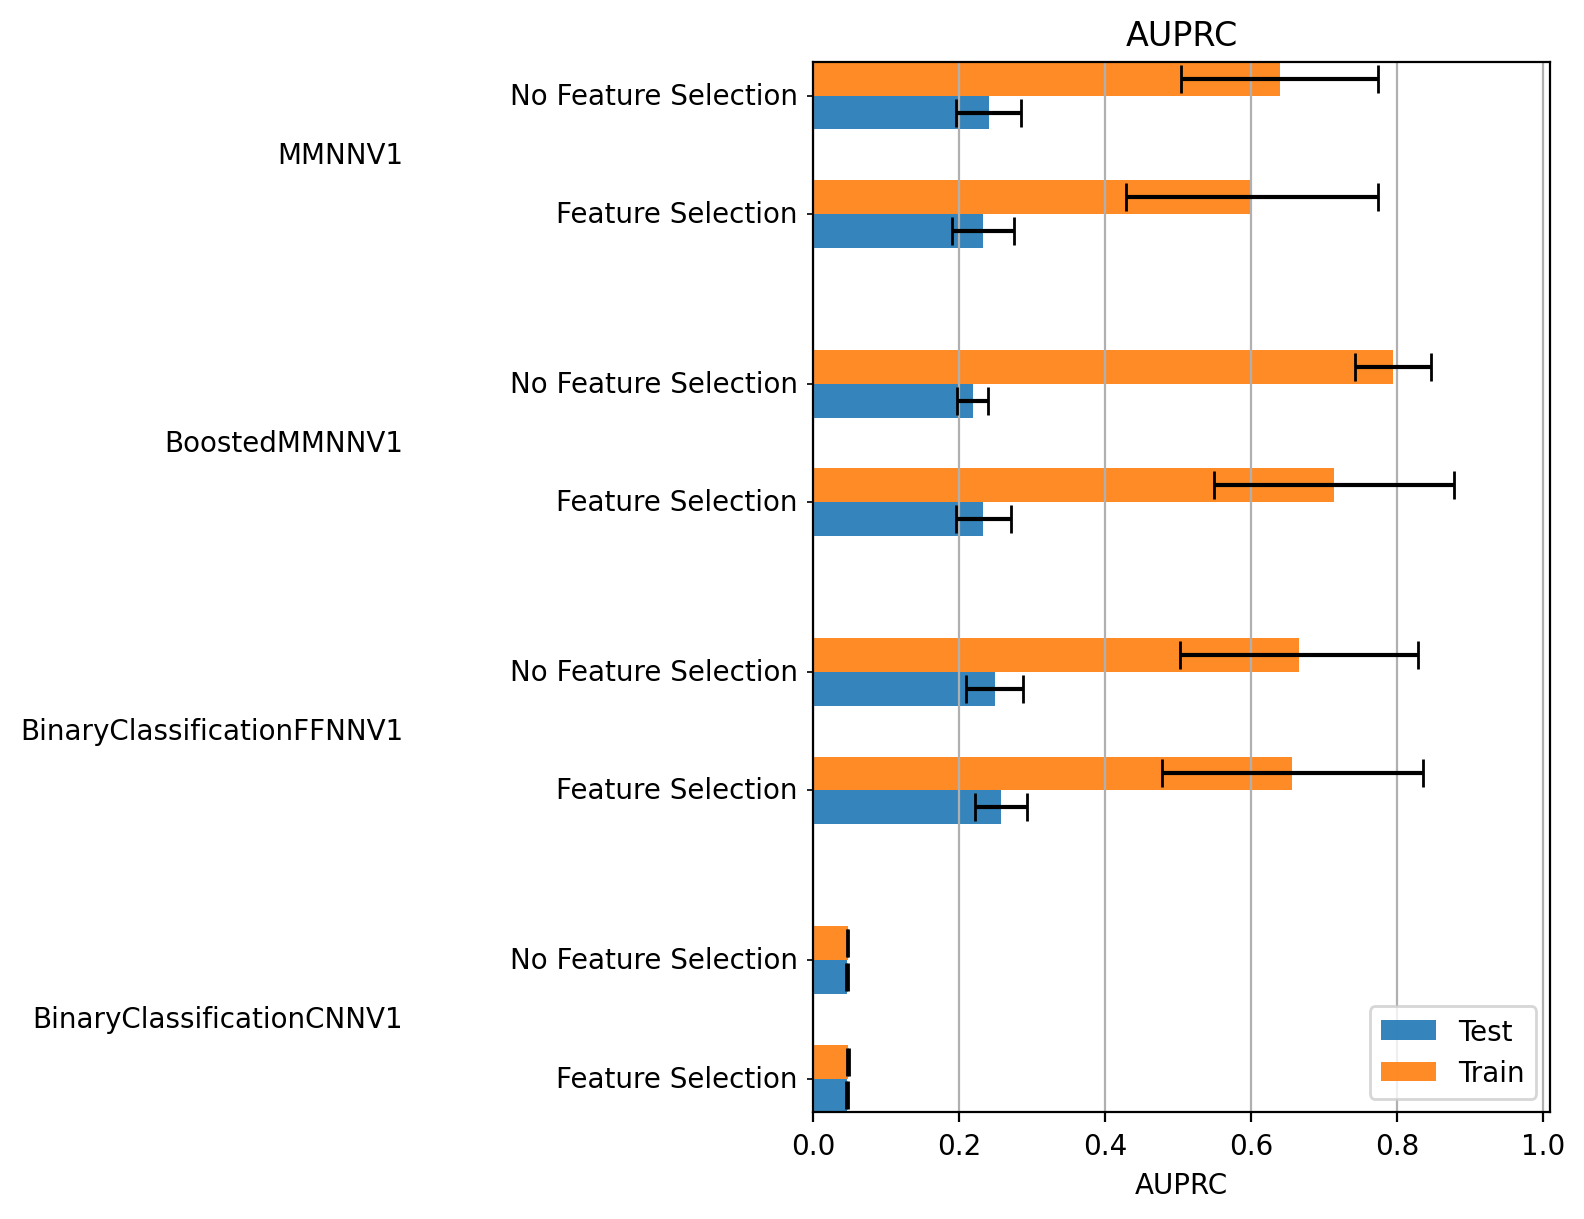 AUPRC
No Feature Selection
MMNNV1
Feature Selection
No Feature Selection
BoostedMMNNV1
Feature Selection
No Feature Selection
BinaryClassificationFFNNV1
Feature Selection
No Feature Selection
BinaryClassificationCNNV1
Feature Selection
Test
Train
0.0 0.2 0.4 0.6 0.8 1.0
AUPRC